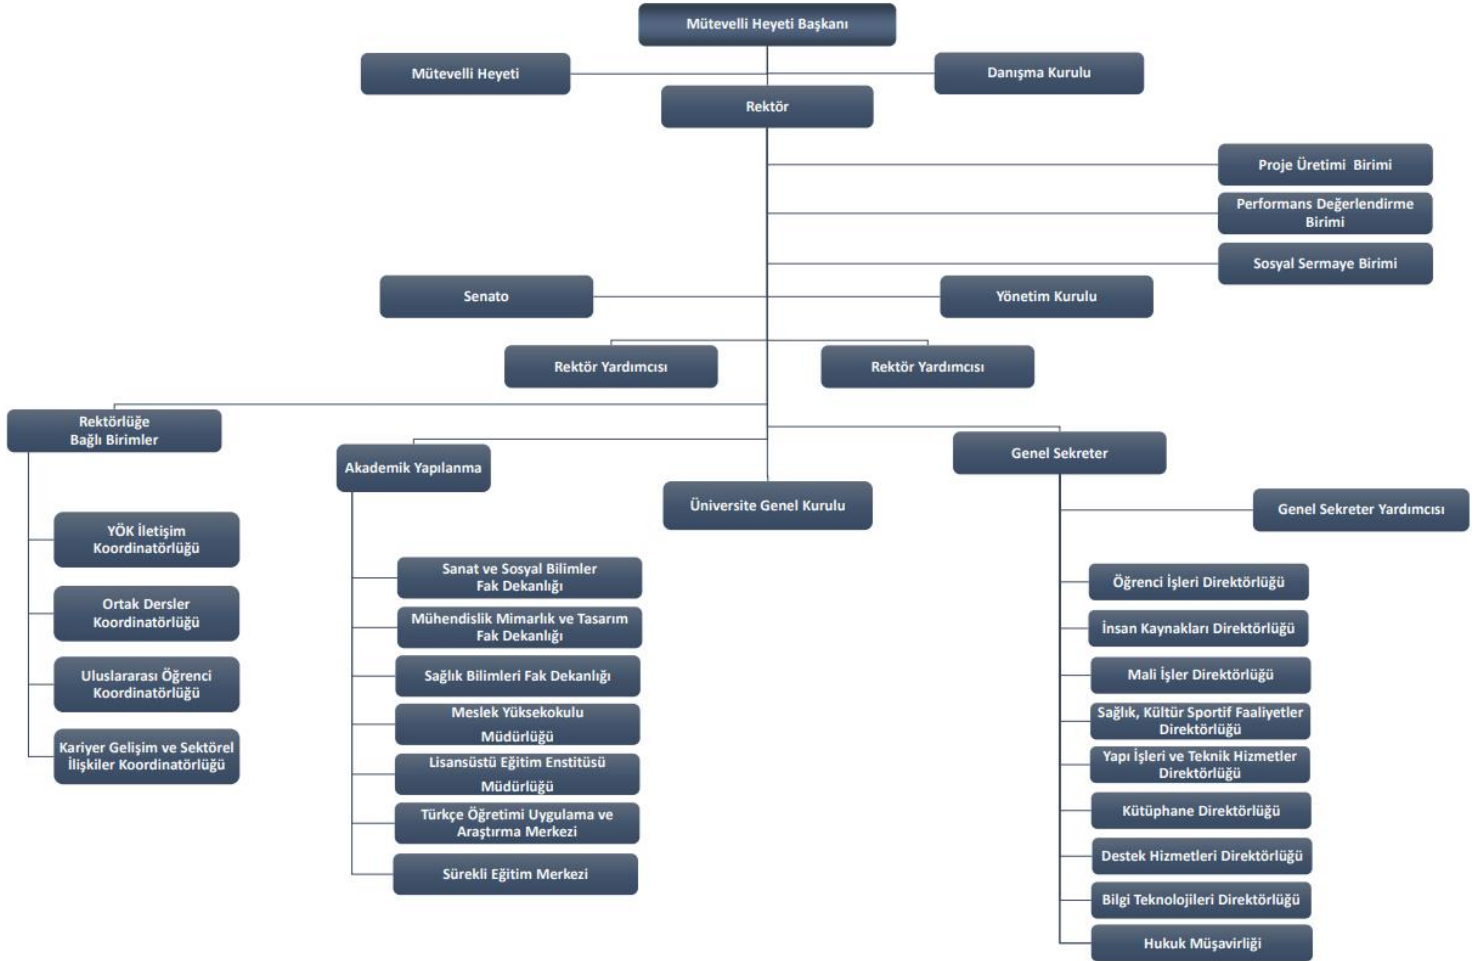 Mütevelli Heyeti Başkanı
Mütevelli Heyeti
Danışma Kurulu
Rektör
Proje Üretimi Birimi
Performans Değerlendirme
Birimi
Sosyal Sermaye Birimi
Senato
Yönetim Kurulu
Rektör Yardımcısı
Rektör Yardımcısı
Rektörlüğe
Bağlı Birimler
YÖK İletişim
Koordinatörlüğü
Ortak Dersler
Koordinatörlüğü
Uluslararası Öğrenci
Koordinatörlüğü
Kariyer Gelişim ve Sektörel
İlişkiler Koordinatörlüğü
Akademik Yapılanma
Sanat ve Sosyal Bilimler
Fak Dekanlığı
Mühendislik Mimarlık ve Tasarım
Fak Dekanlığı
Sağlık Bilimleri Fak Dekanlığı
Meslek Yüksekokulu
Müdürlüğü
Lisansüstü Eğitim Enstitüsü
Müdürlüğü
Türkçe Öğretimi Uygulama ve
Araştırma Merkezi
Sürekli Eğitim Merkezi
Üniversite Genel Kurulu
Genel Sekreter
Genel Sekreter Yardımcısı
Öğrenci İşleri Direktörlüğü
İnsan Kaynakları Direktörlüğü
Mali İşler Direktörlüğü
Sağlık, Kültür Sportif Faaliyetler
Direktörlüğü
Yapı İşleri ve Teknik Hizmetler
Direktörlüğü
Kütüphane Direktörlüğü
Destek Hizmetleri Direktörlüğü
Bilgi Teknolojileri Direktörlüğü
Hukuk Müşavirliği